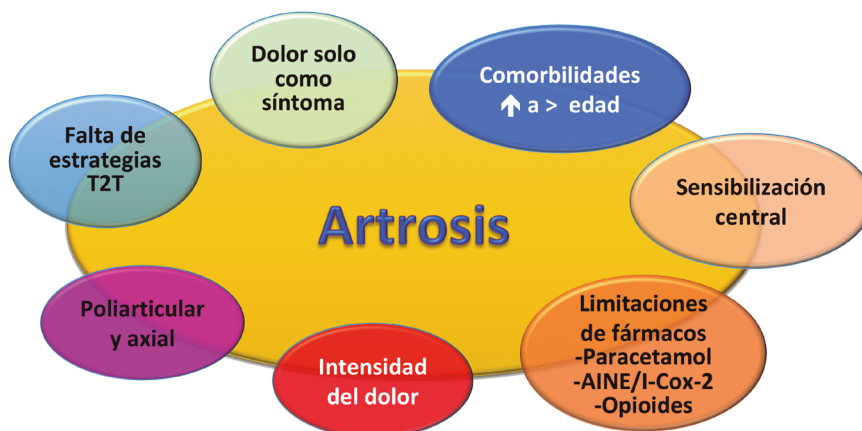 Dolor solo
como
síntoma
Comorbilidades
↑ a > edad
Falta de
estrategias
T2T
Sensibilización
central
Artrosis
Poliarticular
y axial
Intensidad
del dolor
Limitaciones
de fármacos
-Paracetamol
-AINE/I-Cox-2
-Opioides